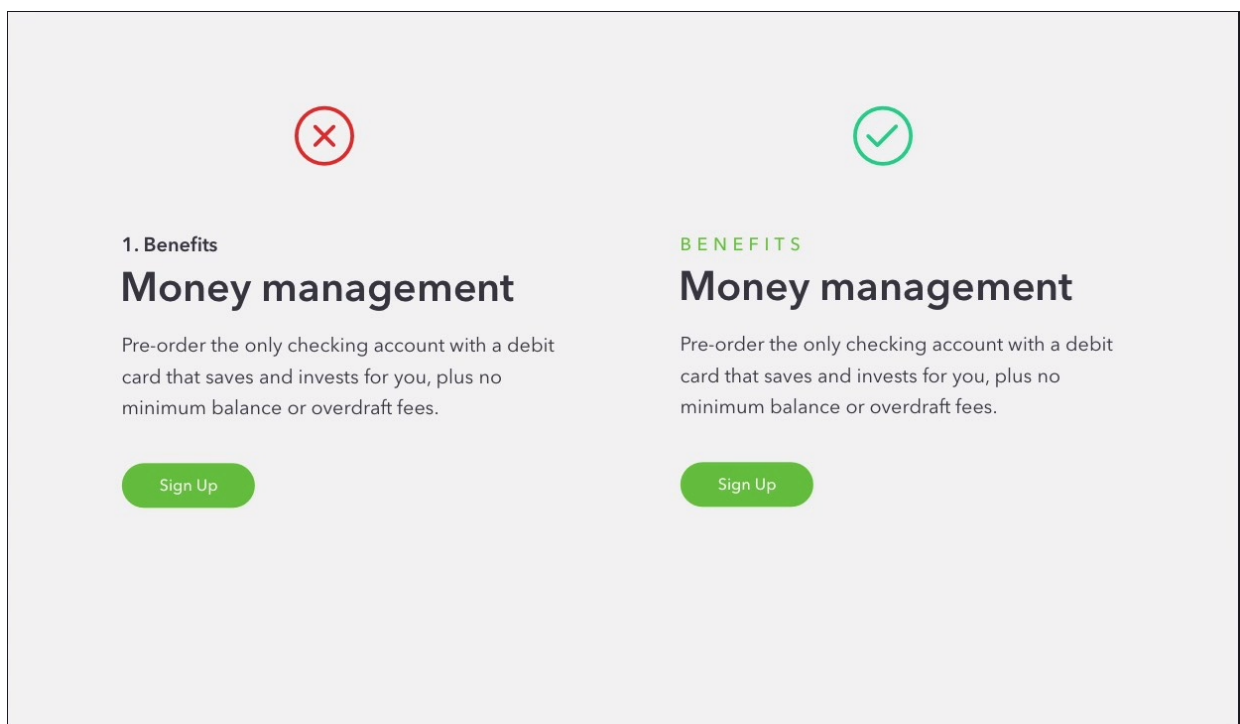 1. Benefits
Money management
Pre-order the only checking account with a debit
card that saves and invests for you, plus no
minimum balance or overdraft fees.
Sign Up
BENEFITS
Money management
Pre-order the only checking account with a debit
card that saves and invests for you, plus no
minimum balance or overdraft fees.
Sign Up